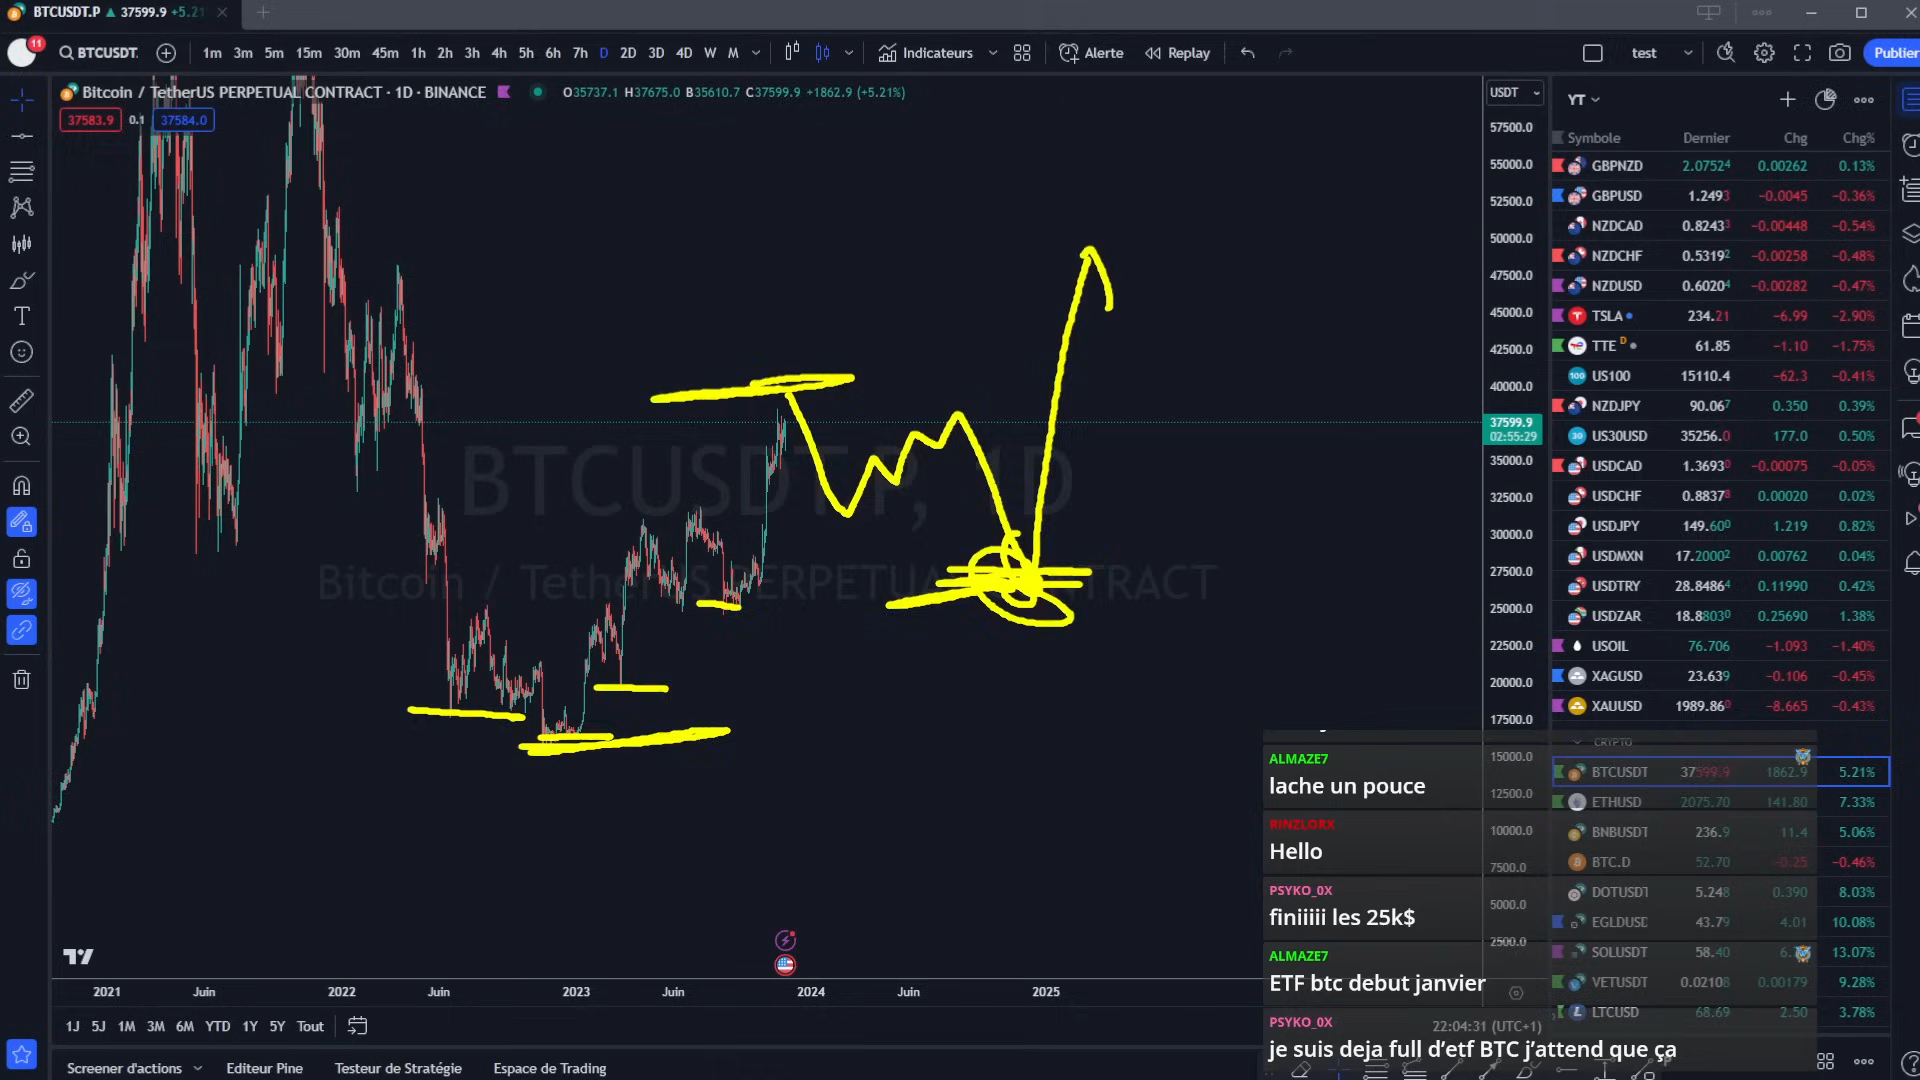 BTCUSDT.P ▲ 37599.9 +5.21
11
BTCUSDT.
1m 3m 5m 15m 30m 45m 1h 2h 3h 4h 5h 6h 7h D 2D 3D 4D W M
Indicateurs
Alerte
Replay
test
Publier
Bitcoin / TetherUS PERPETUAL CONTRACT · 1D · BINANCE
O35737.1 H37675.0 B35610.7 C37599.9 +1862.9 (+5.21%)
37583.9 0.1 37584.0
BTCUSDT.P, 1D
Bitcoin / TetherUS PERPETUAL CONTRACT
USDT
57500.0
55000.0
52500.0
50000.0
47500.0
45000.0
42500.0
40000.0
37599.9
02:55:29
35000.0
32500.0
30000.0
27500.0
25000.0
22500.0
20000.0
17500.0
15000.0
12500.0
10000.0
7500.0
5000.0
2500.0
2021 Juin 2022 Juin 2023 Juin 2024 Juin 2025
1J 5J 1M 3M 6M YTD 1Y 5Y Tout
22:04:31 (UTC+1)
Screener d'actions
Editeur Pine
Testeur de Stratégie
Espace de Trading
YT
Symbole Dernier Chg Chg%
GBPNZD 2.07524 0.00262 0.13%
GBPUSD 1.2493 −0.0045 −0.36%
NZDCAD 0.82433 −0.00448 −0.54%
NZDCHF 0.53192 −0.00258 −0.48%
NZDUSD 0.60204 −0.00282 −0.47%
TSLA 234.21 −6.99 −2.90%
TTE D 61.85 −1.10 −1.75%
100 US100 15110.4 −62.3 −0.41%
NZDJPY 90.067 0.350 0.39%
30 US30USD 35256.0 177.0 0.50%
USDCAD 1.36930 −0.00075 −0.05%
USDCHF 0.88378 0.00020 0.02%
USDJPY 149.600 1.219 0.82%
USDMXN 17.20002 0.00762 0.04%
USDTRY 28.84864 0.11990 0.42%
USDZAR 18.88030 0.25690 1.38%
USOIL 76.706 −1.093 −1.40%
XAGUSD 23.639 −0.106 −0.45%
XAUUSD 1989.860 −8.665 −0.43%
CRYPTO
BTCUSDT 37599.9 1862.9 5.21%
ETHUSD 2075.70 141.80 7.33%
BNBUSDT 236.9 11.4 5.06%
BTC.D 52.70 −0.25 −0.46%
DOTUSDT 5.248 0.390 8.03%
EGLDUSD 43.79 4.01 10.08%
SOLUSDT 58.40 6. 13.07%
VETUSDT 0.02108 0.00179 9.28%
LTCUSD 68.69 2.50 3.78%
ALMAZE7
lache un pouce
RINZLORX
Hello
PSYKO_0X
finiiiii les 25k$
ALMAZE7
ETF btc debut janvier
PSYKO_0X
je suis deja full d’etf BTC j’attend que ça